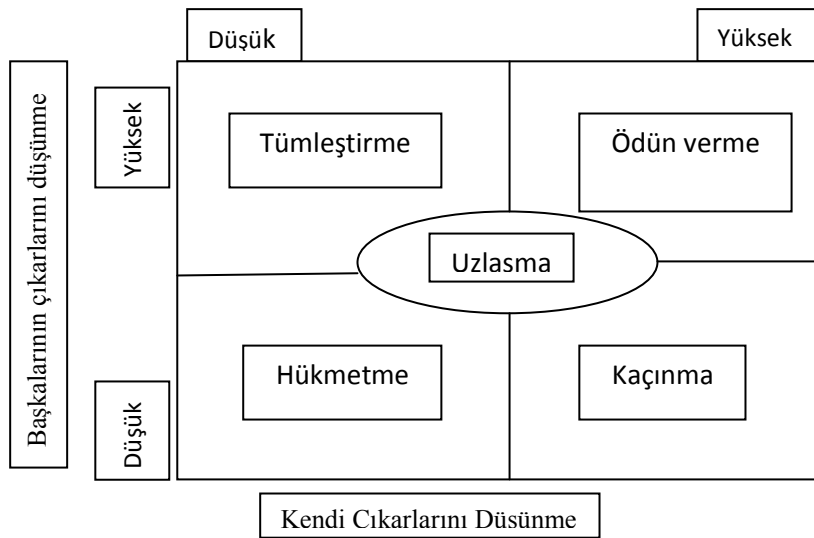 Düşük
Yüksek
Başkalarının çıkarlarını düşünme
Yüksek
Tümleştirme
Ödün verme
Uzlasma
Düşük
Hükmetme
Kaçınma
Kendi Cıkarlarını Düsünme